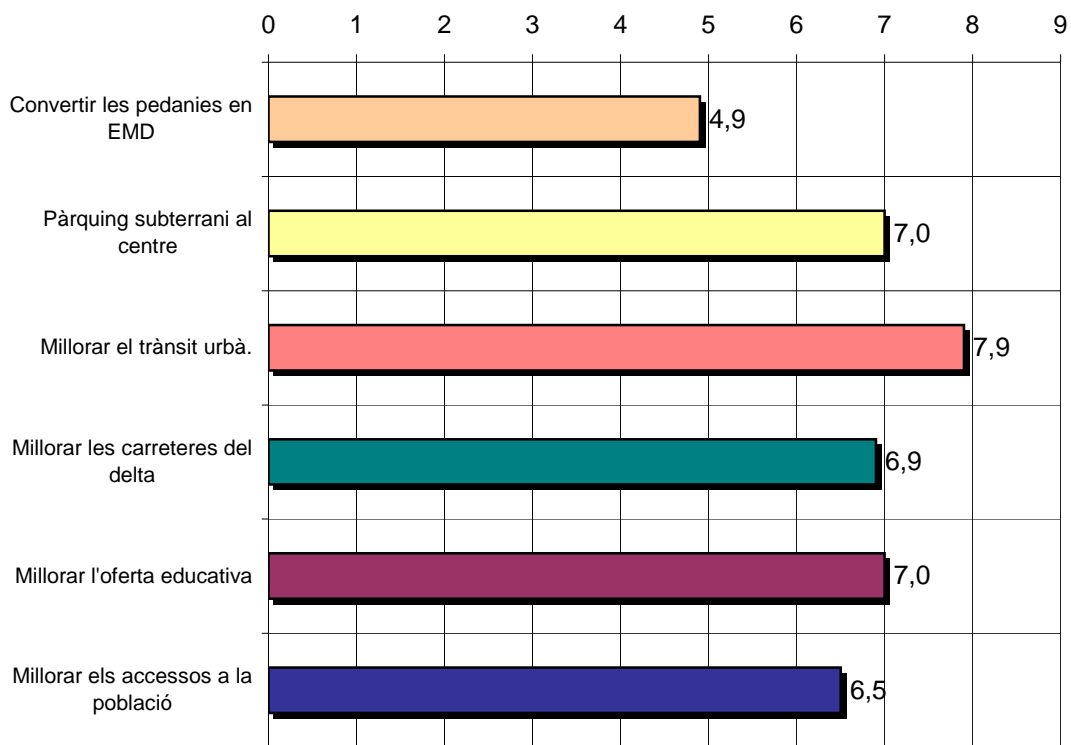 0 1 2 3 4 5 6 7 8 9
Convertir les pedanies en
EMD
4,9
Pàrquing subterrani al
centre
7,0
Millorar el trànsit urbà.
7,9
Millorar les carreteres del
delta
6,9
Millorar l'oferta educativa
7,0
Millorar els accessos a la
població
6,5